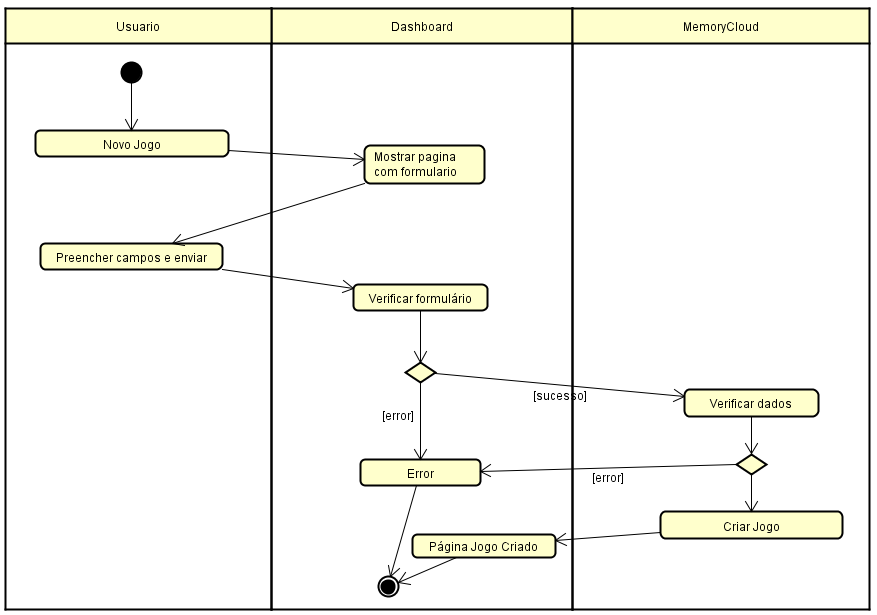 Usuario
Dashboard
MemoryCloud
Novo Jogo
Mostrar pagina
com formulario
Preencher campos e enviar
Verificar formulário
[sucesso]
Verificar dados
[error]
Error
[error]
Criar Jogo
Página Jogo Criado